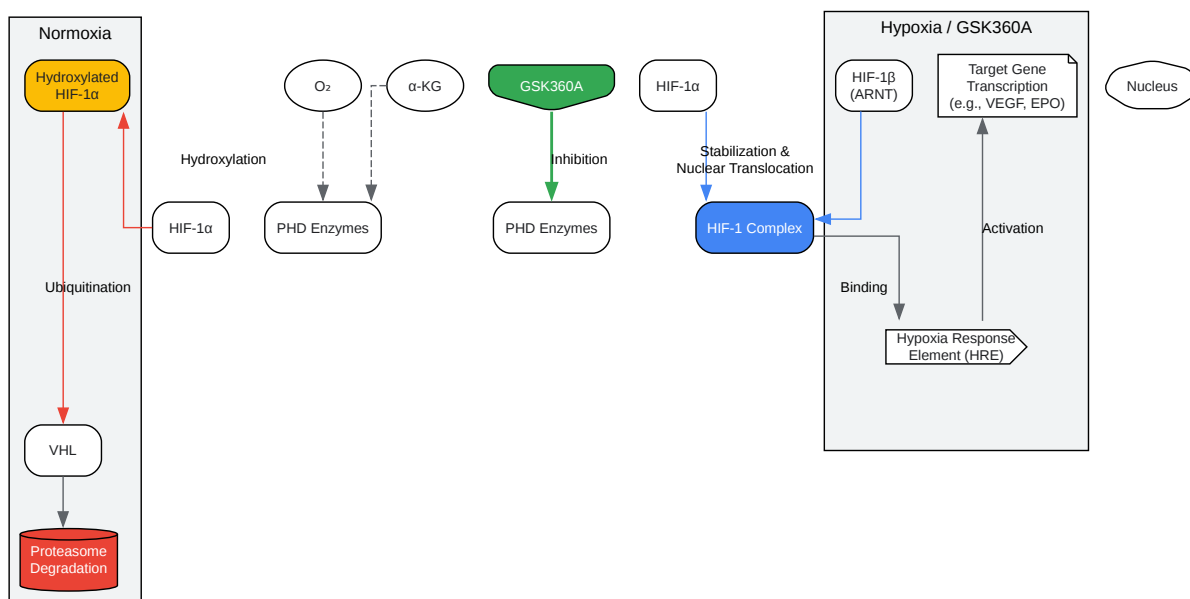 Normoxia
Hydroxylated
HIF-1α
O₂
α-KG
GSK360A
HIF-1α
Hypoxia / GSK360A
HIF-1β
(ARNT)
Target Gene
Transcription
(e.g., VEGF, EPO)
Nucleus
Hydroxylation
Inhibition
Stabilization &
Nuclear Translocation
HIF-1α
PHD Enzymes
PHD Enzymes
HIF-1 Complex
Activation
Ubiquitination
Binding
Hypoxia Response
Element (HRE)
VHL
Proteasome
Degradation